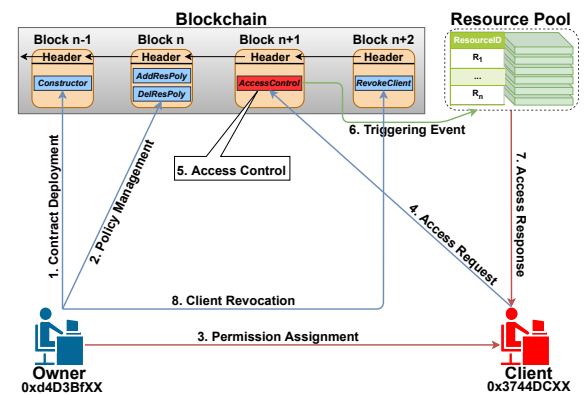 Blockchain
Resource Pool
Block n-1
Block n
Block n+1
Block n+2
Header
Header
Header
Header
Constructor
AddResPoly
DelResPoly
AccessControl
RevokeClient
ResourceID
R1
...
Rn
6. Triggering Event
5. Access Control
1. Contract Deployment
2. Policy Management
4. Access Request
7. Access Response
8. Client Revocation
3. Permission Assignment
Owner
0xd4D3BfXX
Client
0x3744DCXX